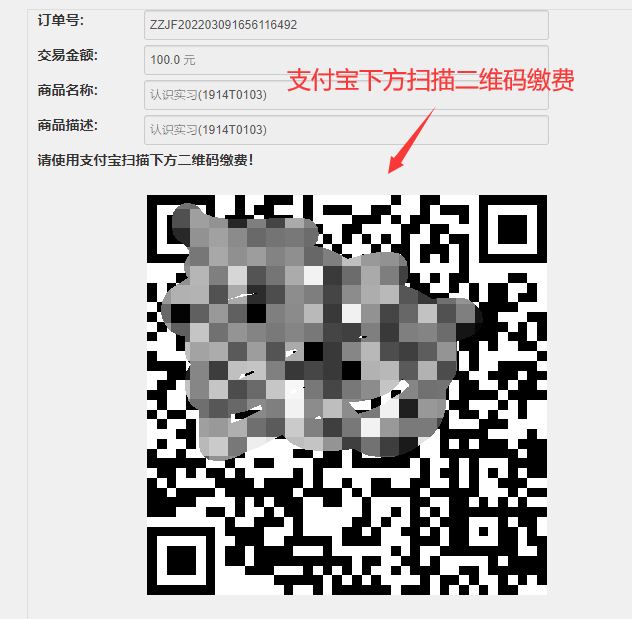 订单号: ZZJF202203091656116492
交易金额: 100.0 元
商品名称: 认识实习(1914T0103)
支付宝下方扫描二维码缴费
商品描述: 认识实习(1914T0103)
请使用支付宝扫描下方二维码缴费!